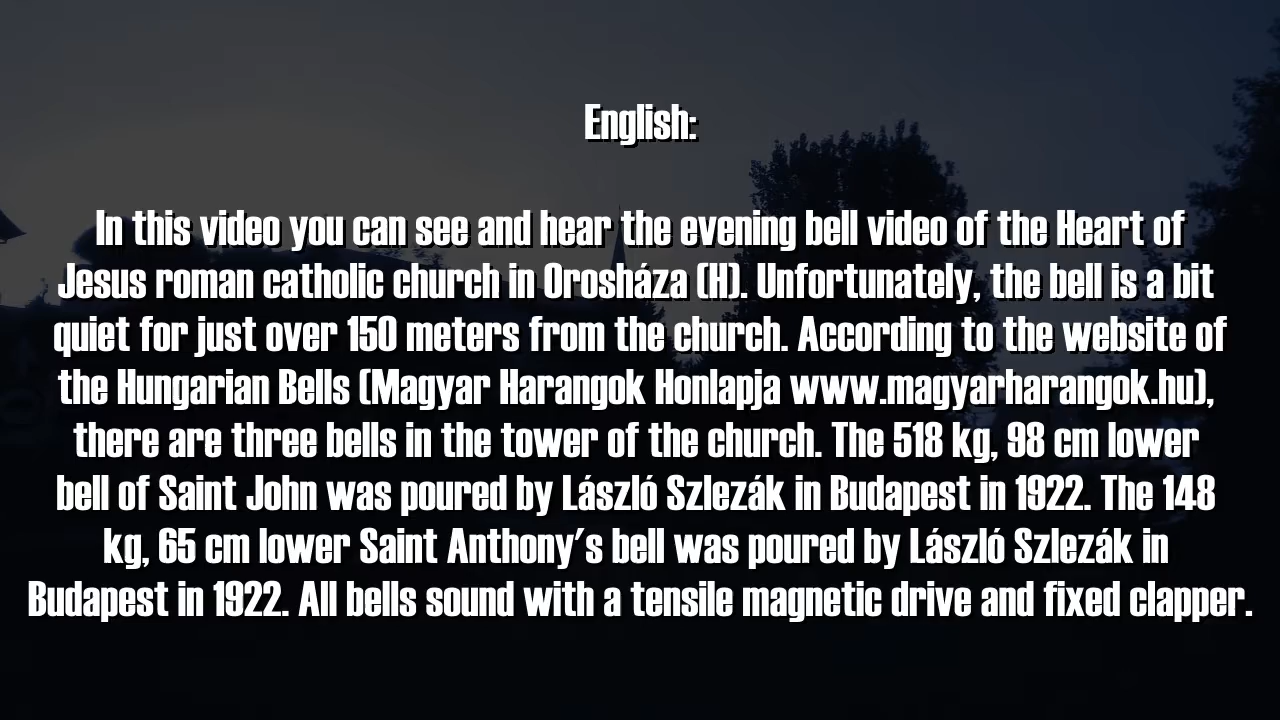 English:
In this video you can see and hear the evening bell video of the Heart of
Jesus roman catholic church in Orosháza (H). Unfortunately, the bell is a bit
quiet for just over 150 meters from the church. According to the website of
the Hungarian Bells (Magyar Harangok Honlapja www.magyarharangok.hu),
there are three bells in the tower of the church. The 518 kg, 98 cm lower
bell of Saint John was poured by László Szlezák in Budapest in 1922. The 148
kg, 65 cm lower Saint Anthony's bell was poured by László Szlezák in
Budapest in 1922. All bells sound with a tensile magnetic drive and fixed clapper.